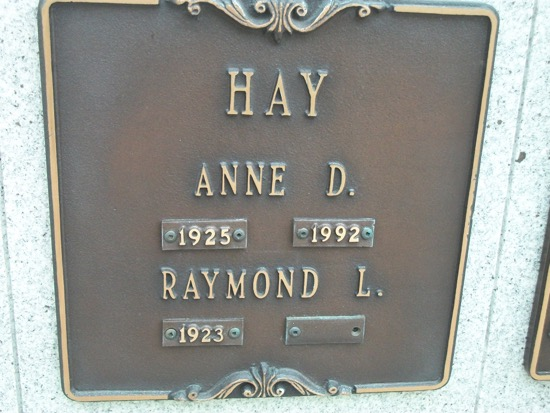 HAY
ANNE D.
1925 1992
RAYMOND L.
1923